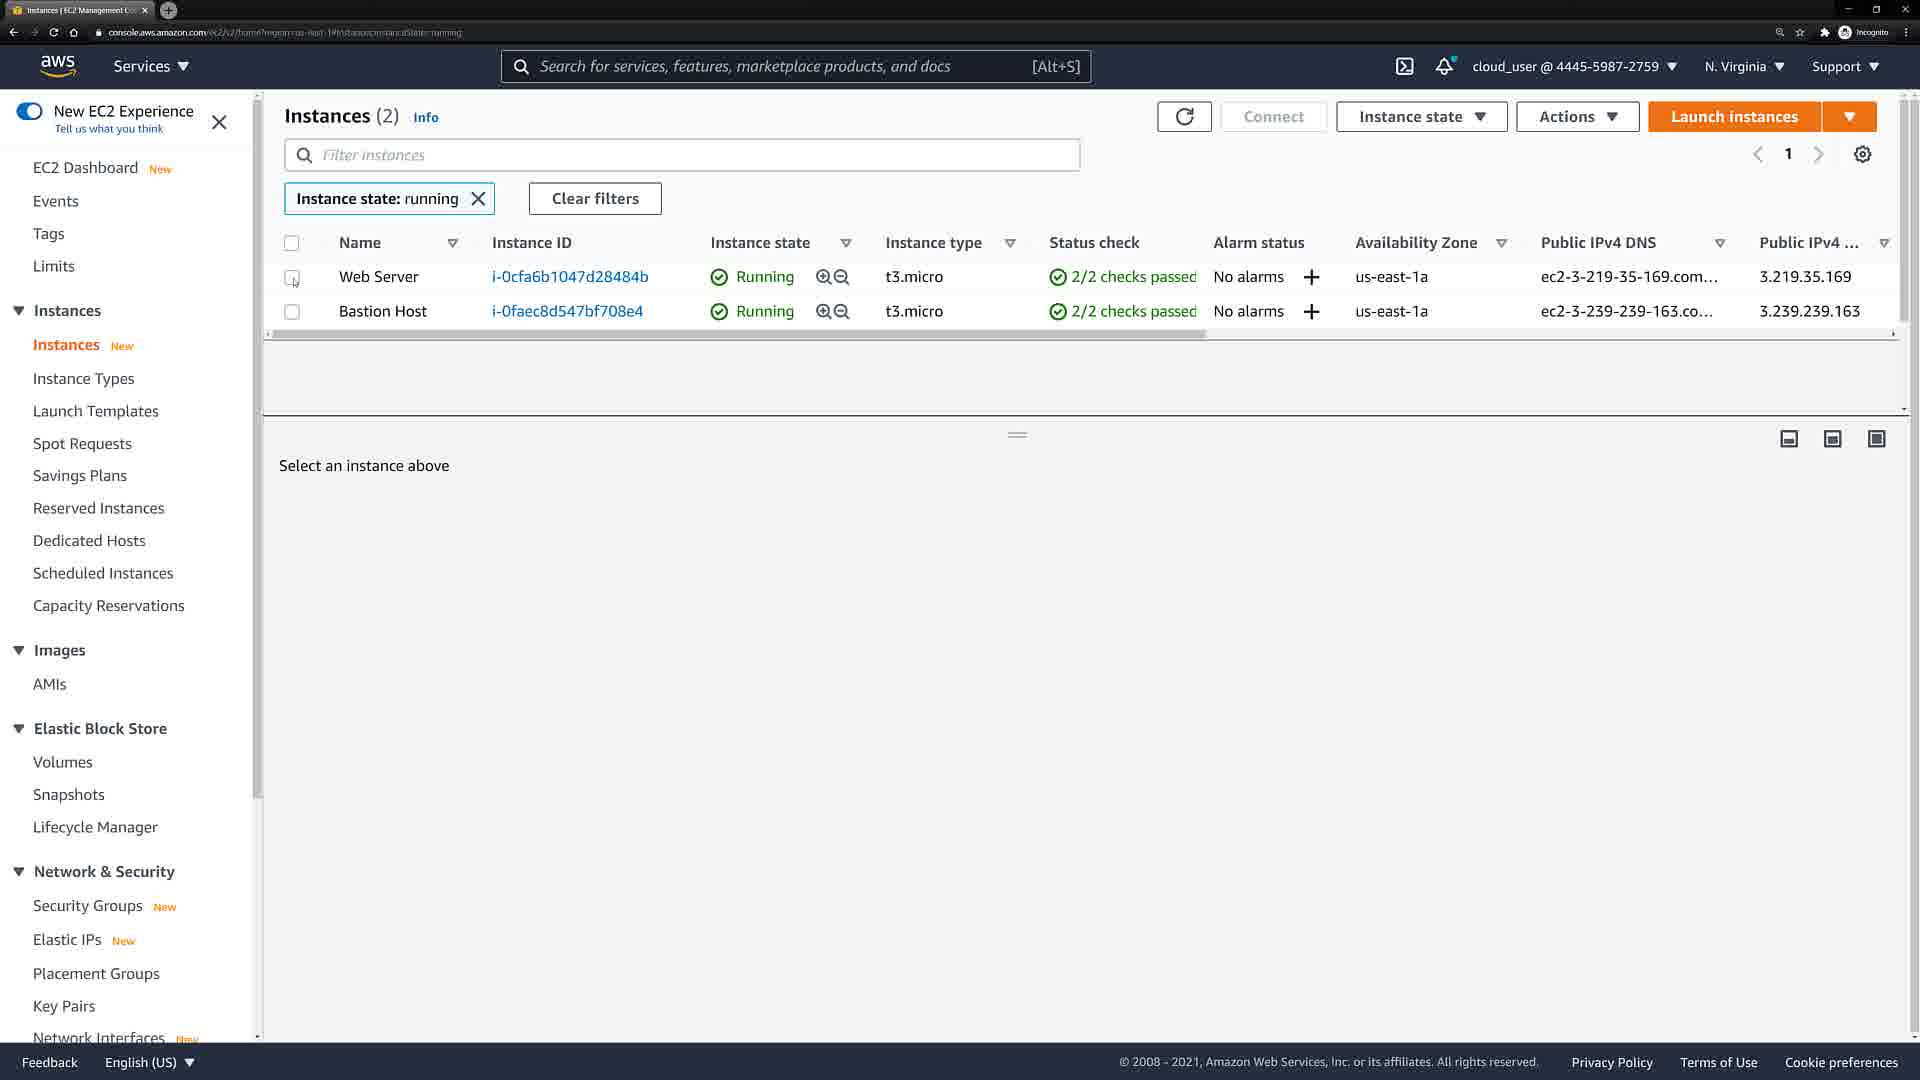 Instances | EC2 Management Co
console.aws.amazon.com/ec2/v2/home?region=us-east-1#Instances:instanceState=running
Incognito
aws
Services
Search for services, features, marketplace products, and docs
[Alt+S]
cloud_user @ 4445-5987-2759
N. Virginia
Support
New EC2 Experience
Tell us what you think
EC2 Dashboard New
Events
Tags
Limits
Instances
Instances New
Instance Types
Launch Templates
Spot Requests
Savings Plans
Reserved Instances
Dedicated Hosts
Scheduled Instances
Capacity Reservations
Images
AMIs
Elastic Block Store
Volumes
Snapshots
Lifecycle Manager
Network & Security
Security Groups New
Elastic IPs New
Placement Groups
Key Pairs
Network Interfaces New
Instances (2) Info
Connect
Instance state
Actions
Launch instances
Filter instances
1
Instance state: running
Clear filters
Name Instance ID Instance state Instance type Status check Alarm status Availability Zone Public IPv4 DNS Public IPv4 ...
Web Server i-0cfa6b1047d28484b Running t3.micro 2/2 checks passed No alarms + us-east-1a ec2-3-219-35-169.com... 3.219.35.169
Bastion Host i-0faec8d547bf708e4 Running t3.micro 2/2 checks passed No alarms + us-east-1a ec2-3-239-239-163.co... 3.239.239.163
Select an instance above
Feedback
English (US)
© 2008 - 2021, Amazon Web Services, Inc. or its affiliates. All rights reserved.
Privacy Policy
Terms of Use
Cookie preferences